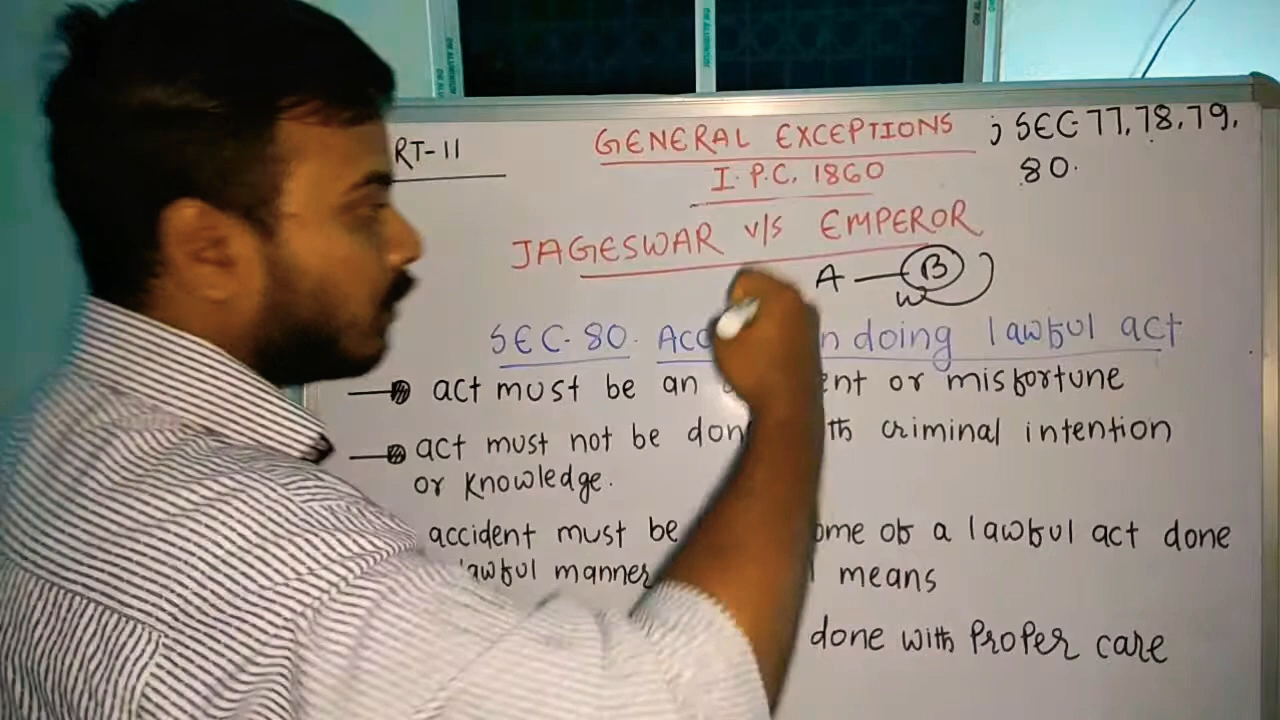 RT-11
GENERAL EXCEPTIONS ; SEC 77, 78, 79,
80.
I.P.C. 1860
JAGESWAR v/s EMPEROR
A B
W
SEC-80. doing lawful act
act must be an or misfortune
act must not be criminal intention
or knowledge.
accident must be of a lawful act done
manner means
done with Proper care